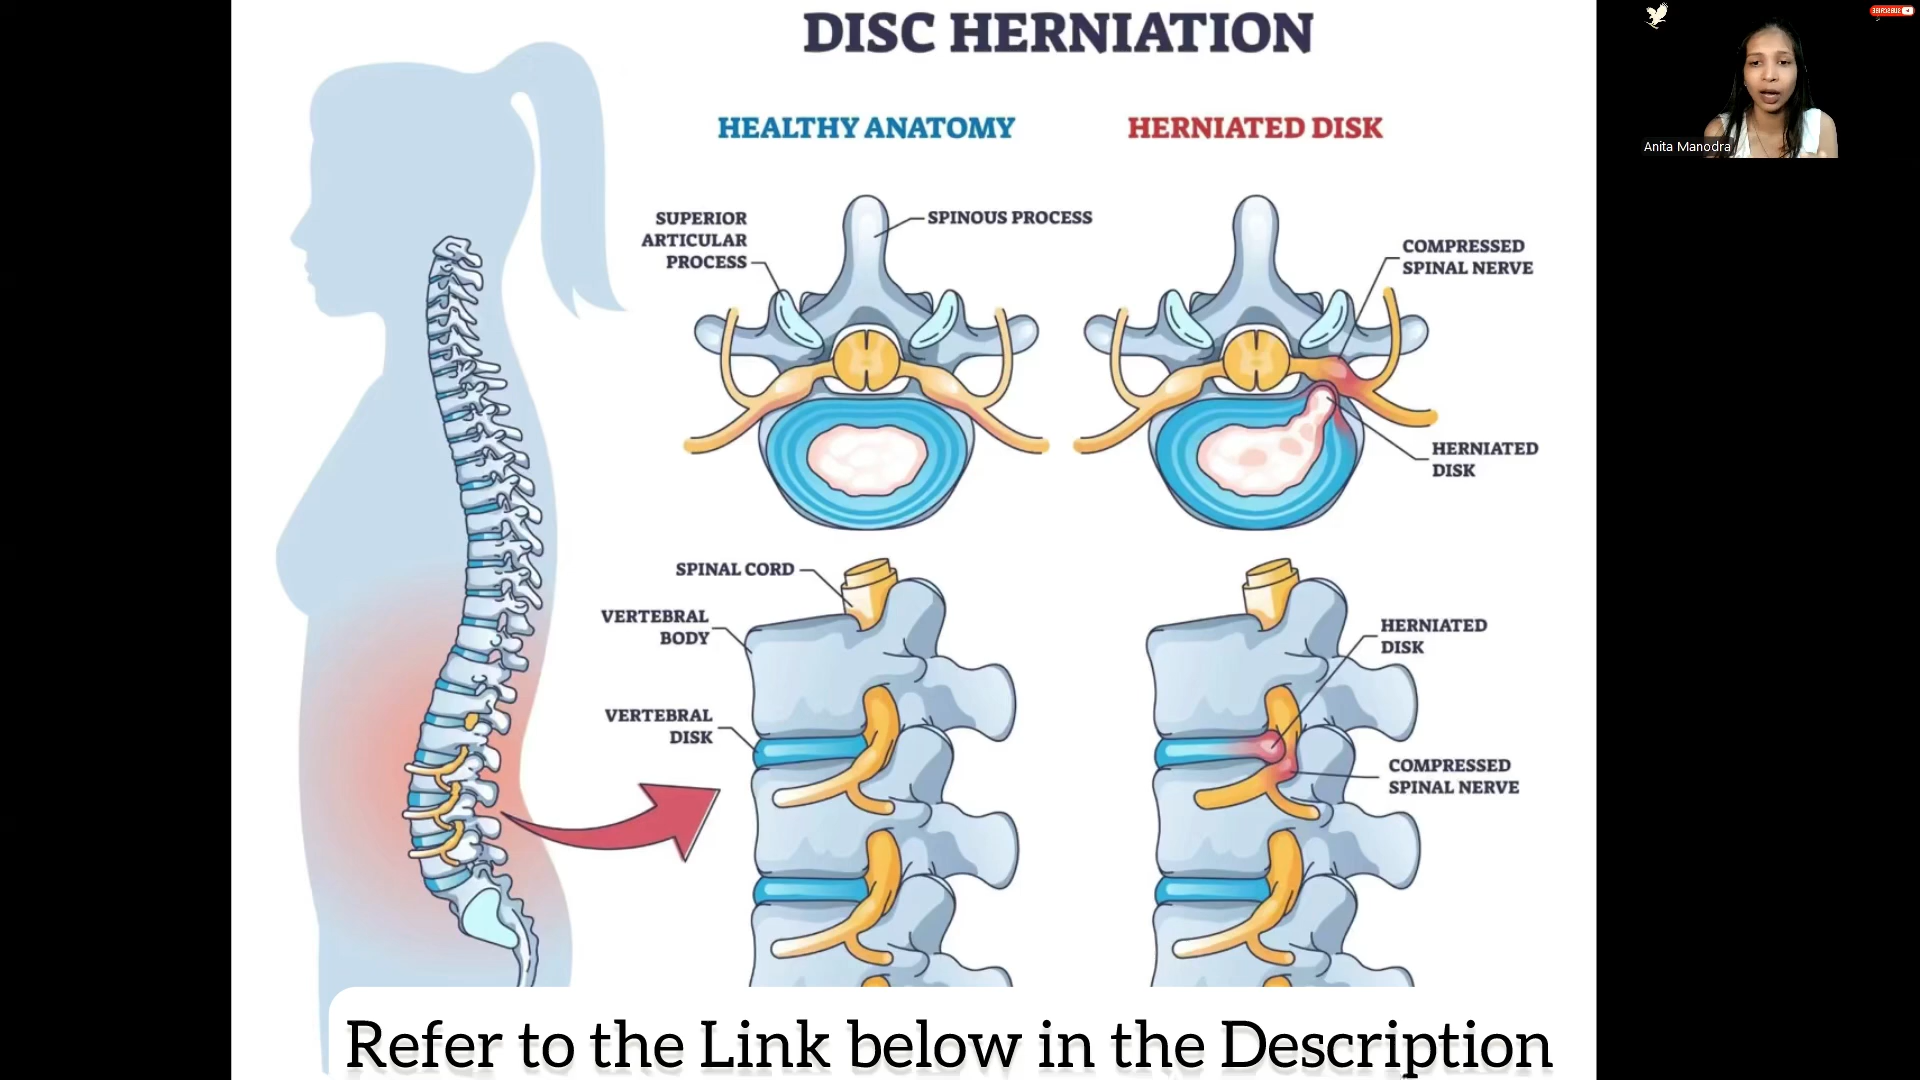 DISC HERNIATION
HEALTHY ANATOMY
HERNIATED DISK
SUPERIOR
ARTICULAR
PROCESS
SPINOUS PROCESS
COMPRESSED
SPINAL NERVE
HERNIATED
DISK
SPINAL CORD
VERTEBRAL
BODY
VERTEBRAL
DISK
HERNIATED
DISK
COMPRESSED
SPINAL NERVE
Refer to the Link below in the Description
Anita Manodra